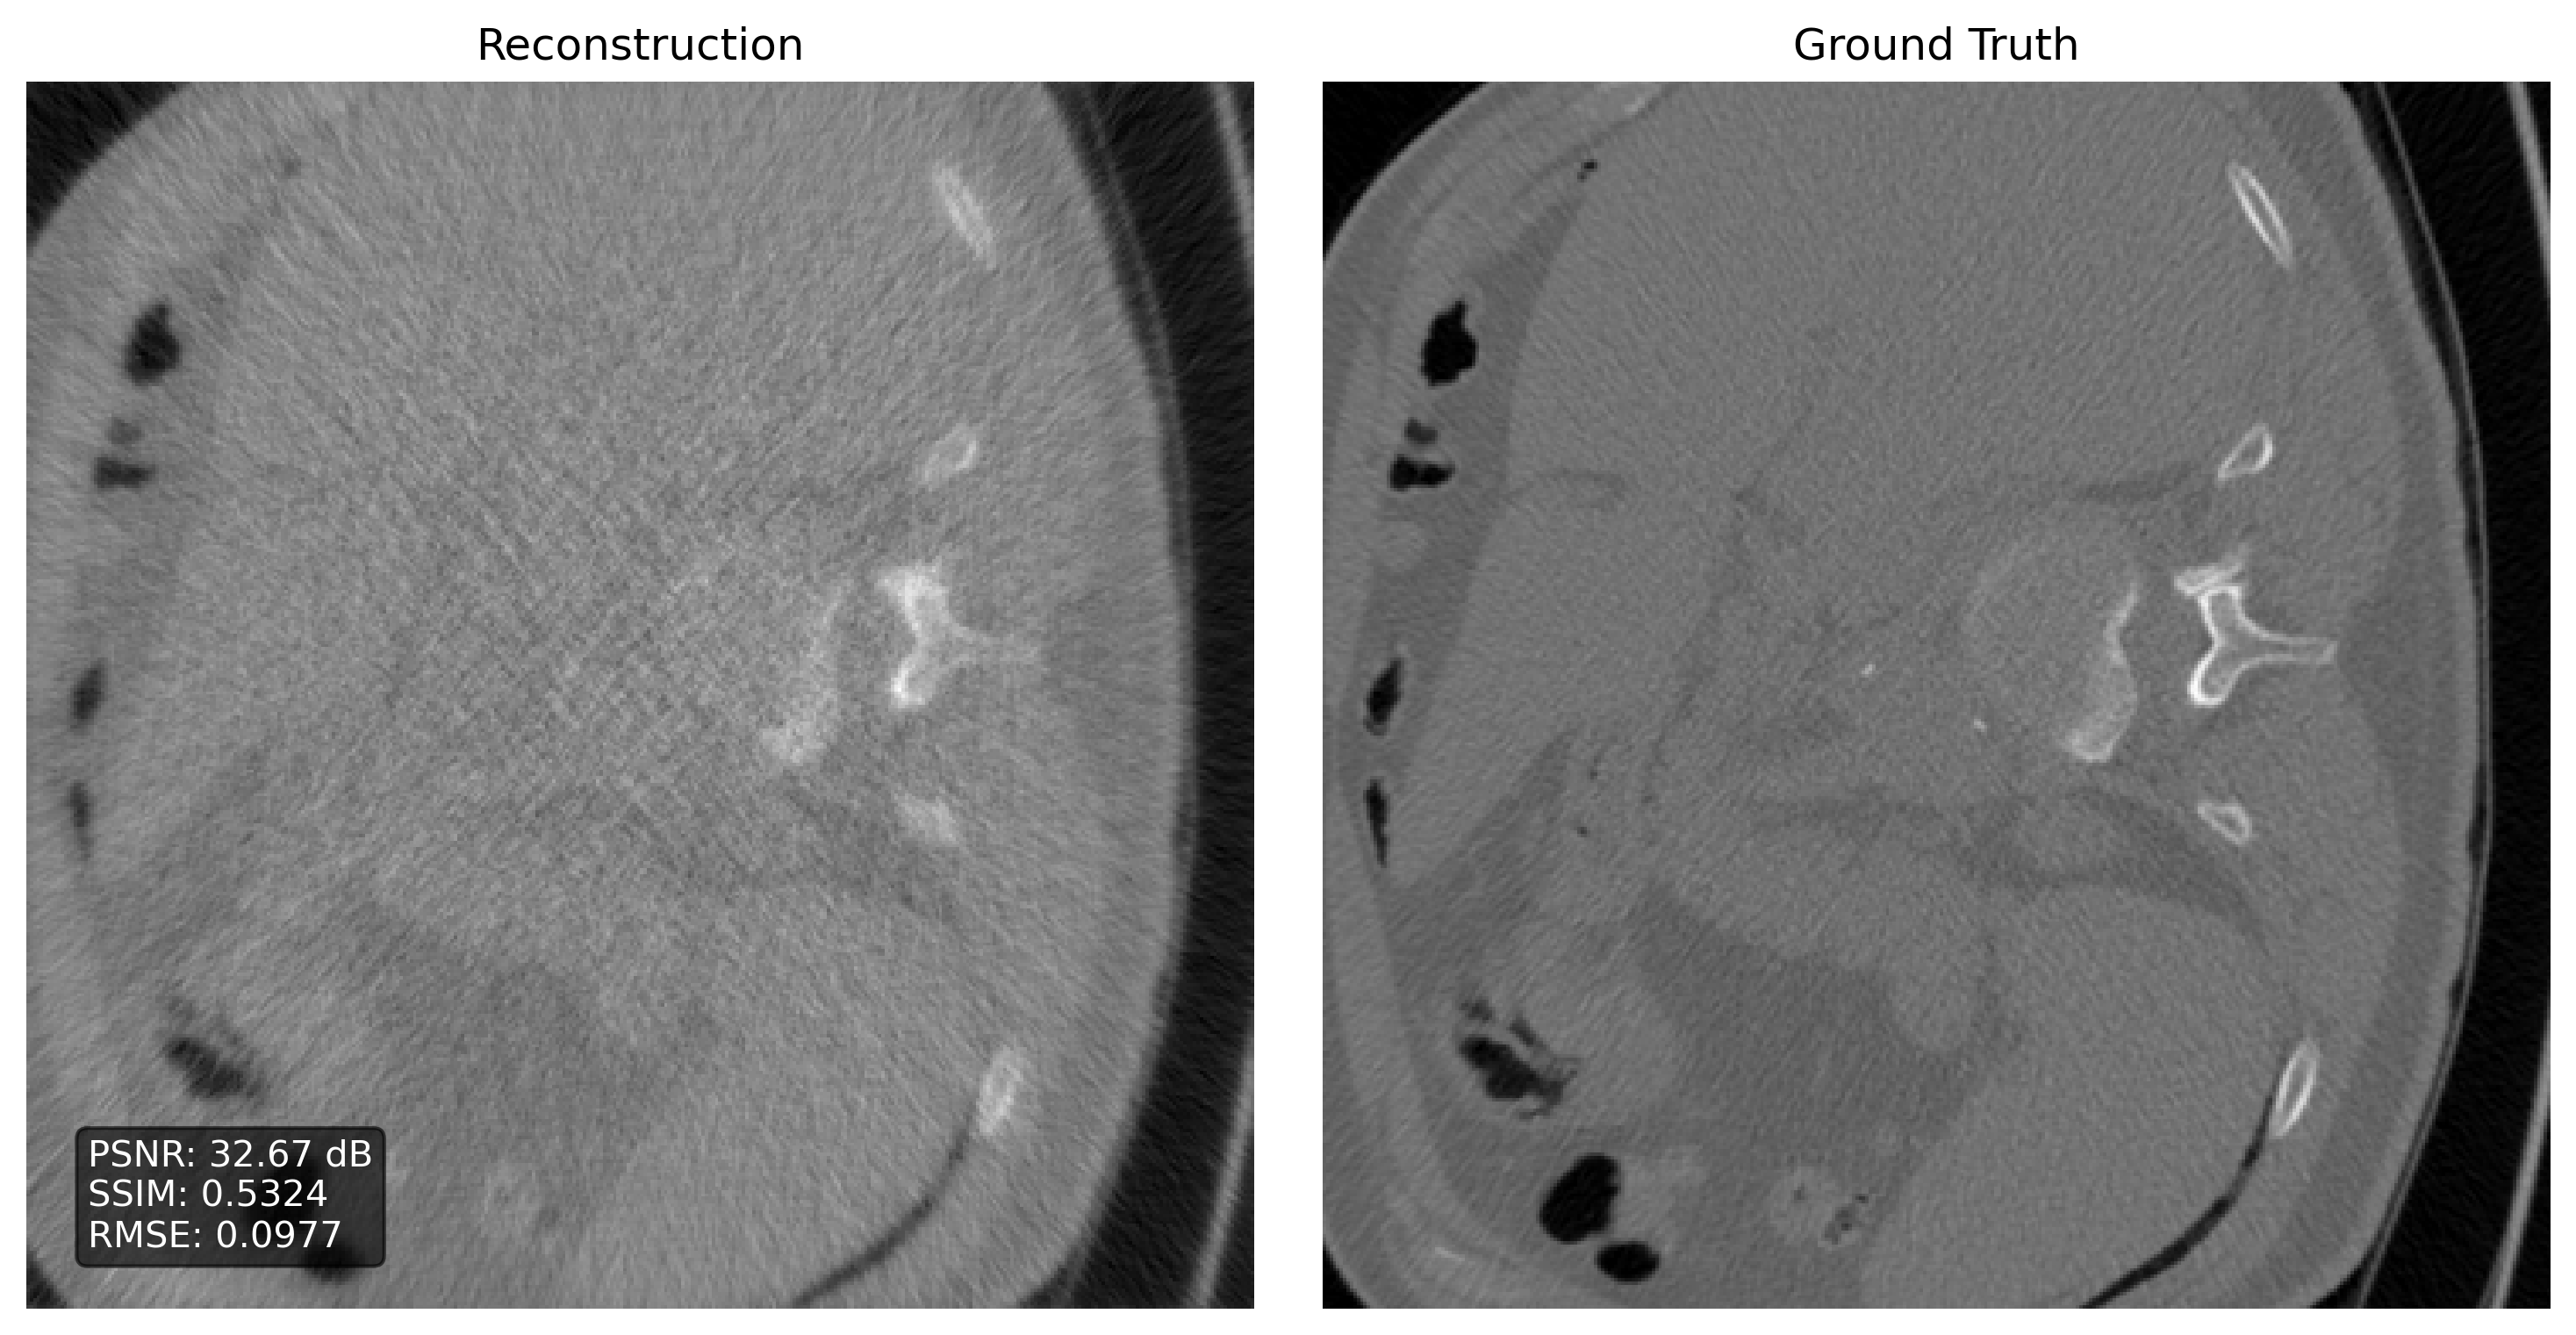 Reconstruction
Ground Truth
PSNR: 32.67 dB
SSIM: 0.5324
RMSE: 0.0977